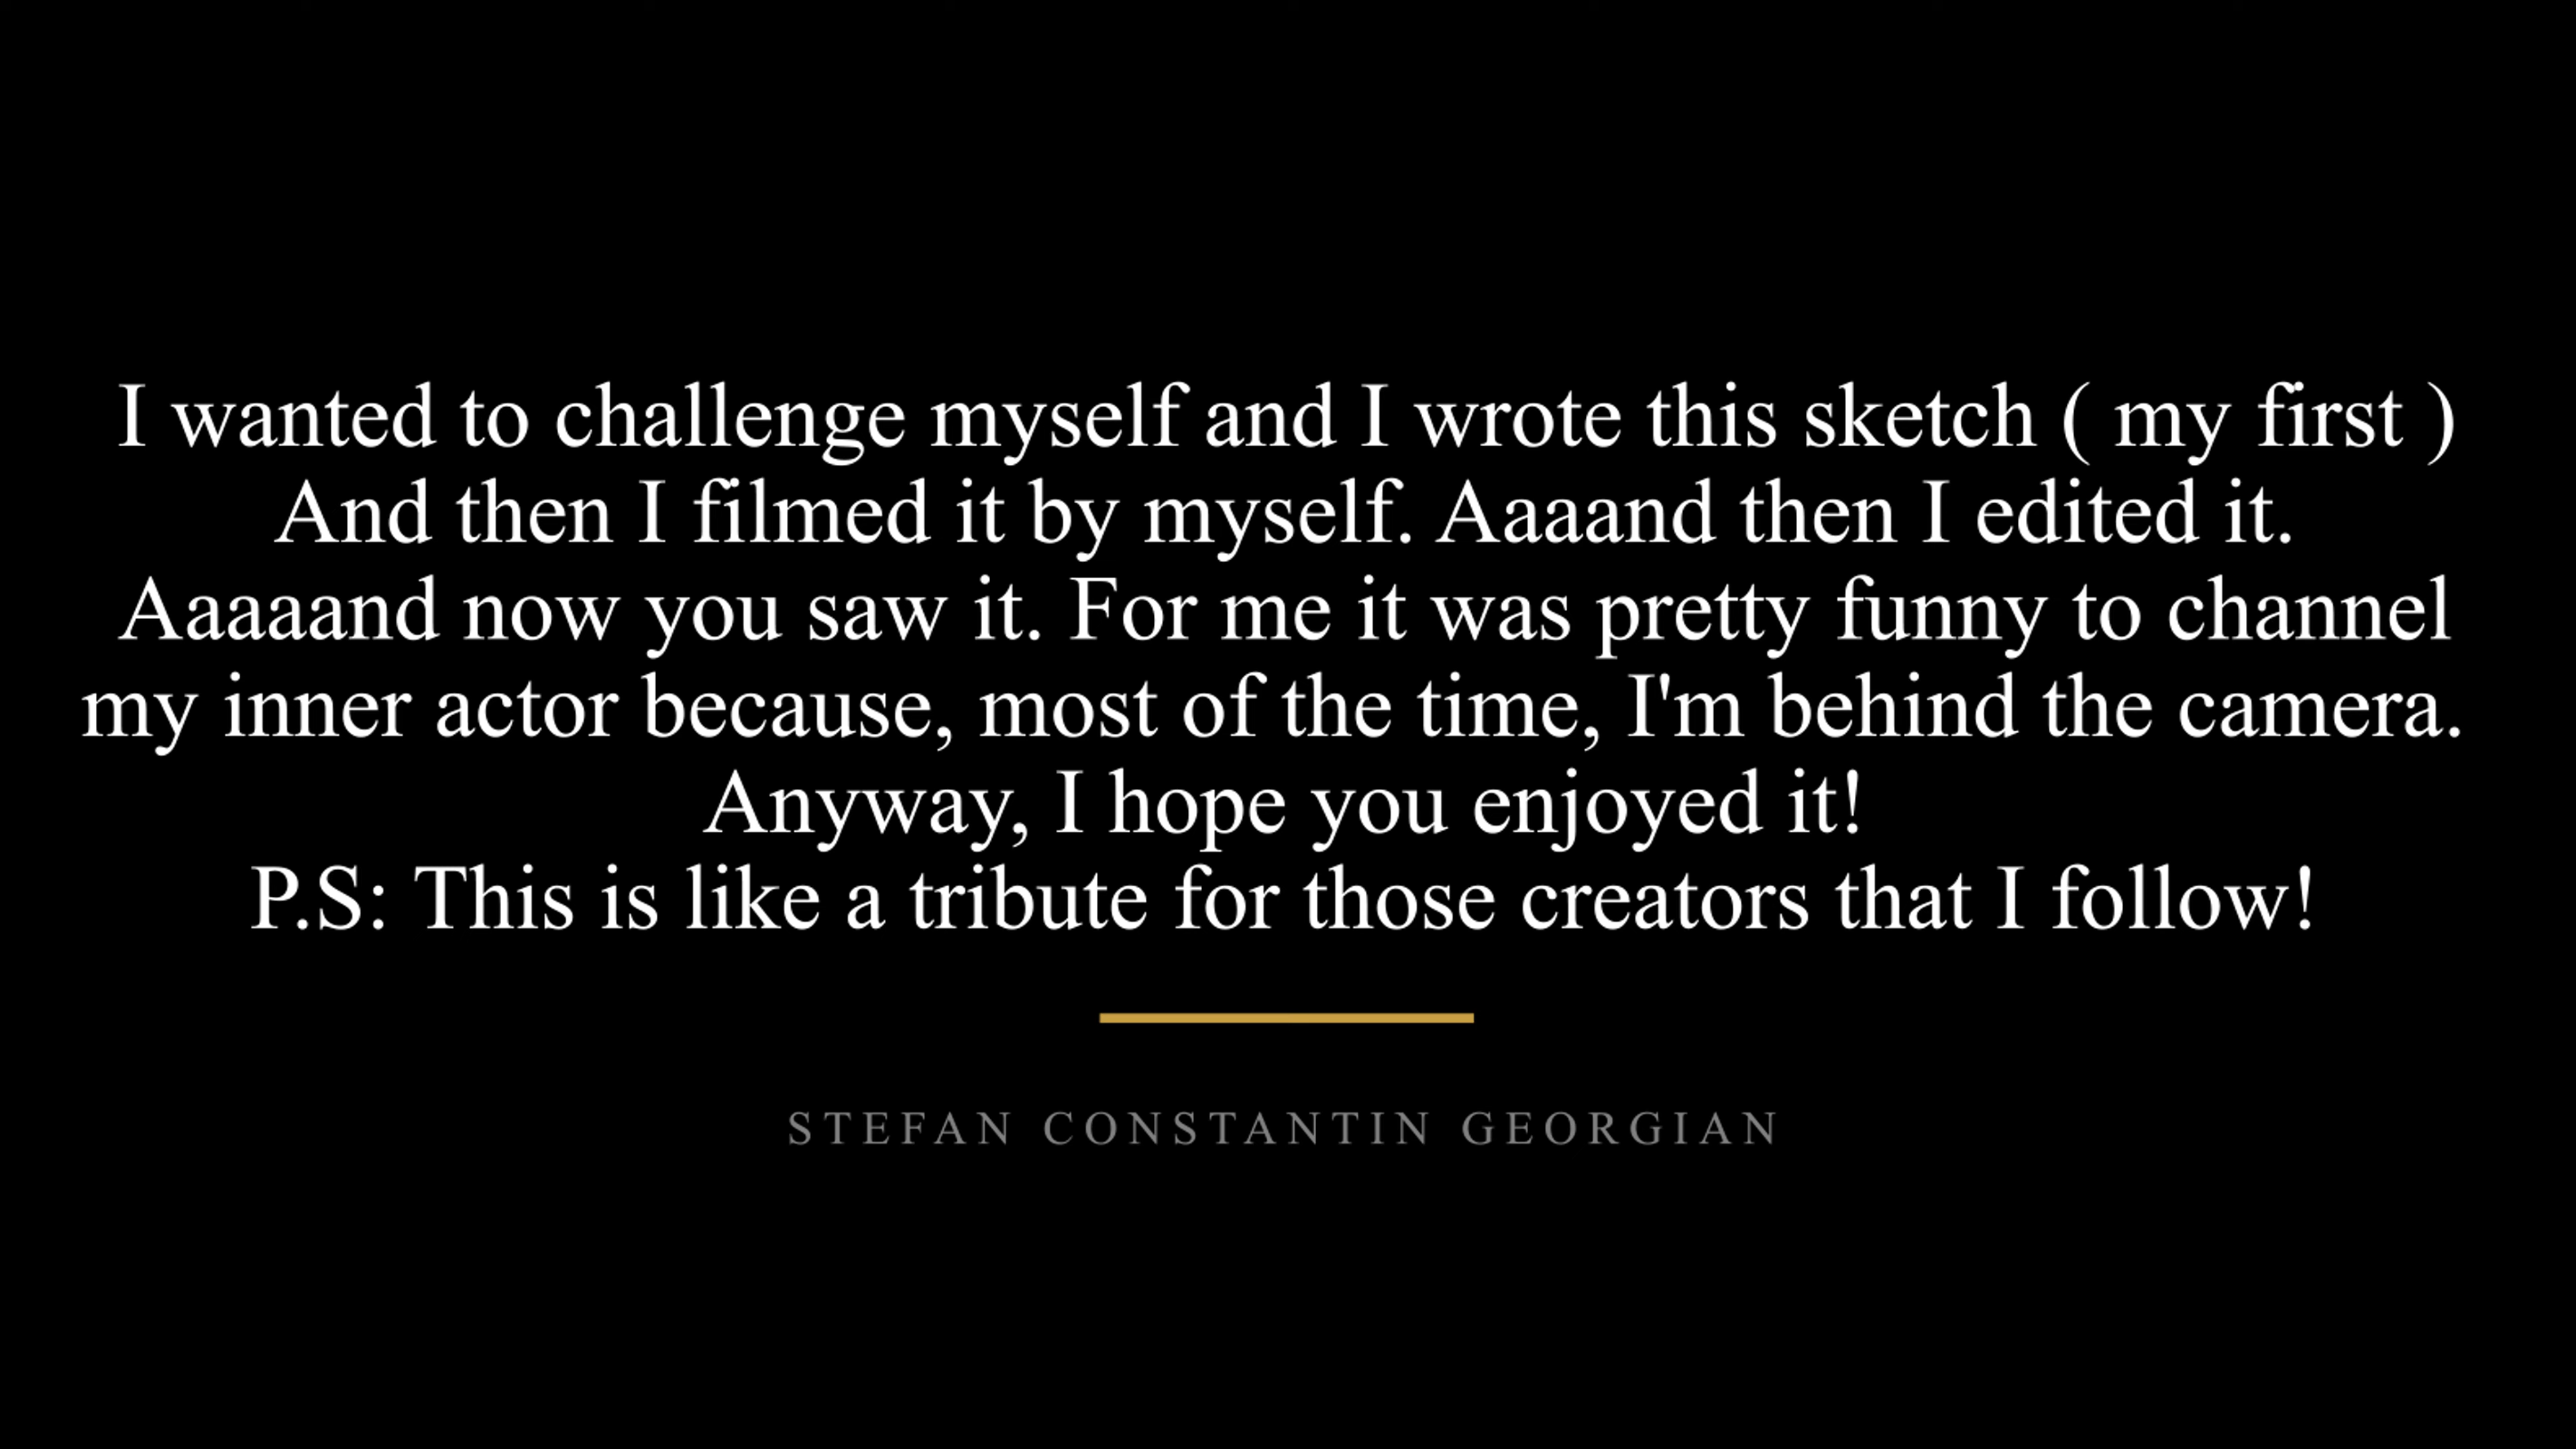 I wanted to challenge myself and I wrote this sketch ( my first )
And then I filmed it by myself. Aaaand then I edited it.
Aaaaand now you saw it. For me it was pretty funny to channel
my inner actor because, most of the time, I'm behind the camera.
Anyway, I hope you enjoyed it!
P.S: This is like a tribute for those creators that I follow!
STEFAN CONSTANTIN GEORGIAN